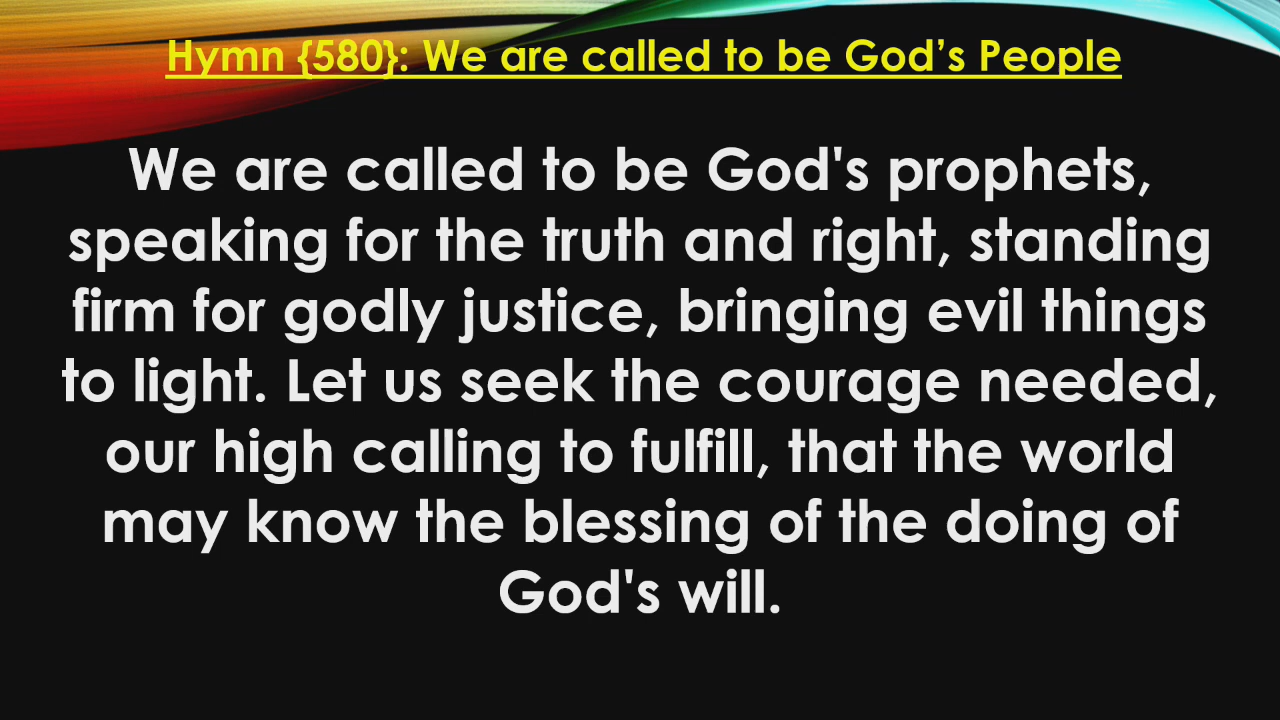 Hymn {580}: We are called to be God’s People
We are called to be God's prophets,
speaking for the truth and right, standing
firm for godly justice, bringing evil things
to light. Let us seek the courage needed,
our high calling to fulfill, that the world
may know the blessing of the doing of
God's will.